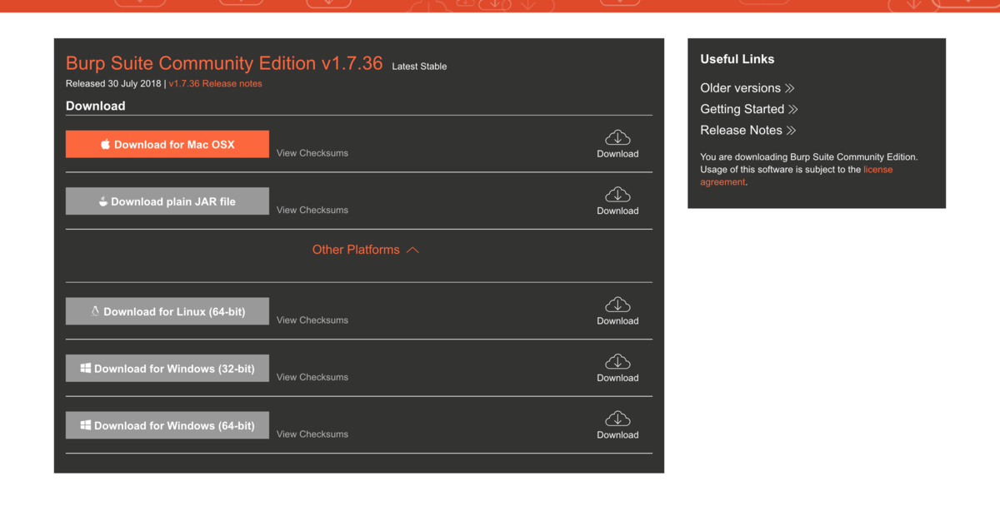 Burp Suite Community Edition v1.7.36 Latest Stable
Released 30 July 2018 | v1.7.36 Release notes
Download
Download for Mac OSX View Checksums Download
Download plain JAR file View Checksums Download
Other Platforms
Download for Linux (64-bit) View Checksums Download
Download for Windows (32-bit) View Checksums Download
Download for Windows (64-bit) View Checksums Download
Useful Links
Older versions
Getting Started
Release Notes
You are downloading Burp Suite Community Edition.
Usage of this software is subject to the license
agreement.